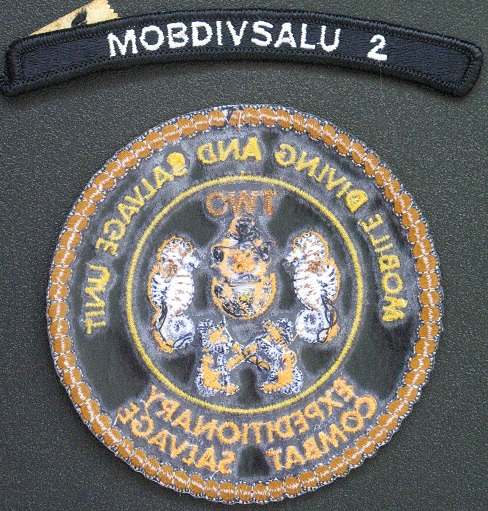 MOBDIVSALU 2
MOBILE DIVING AND SALVAGE UNIT
TWO
EXPEDITIONARY
COMBAT
SALVAGE